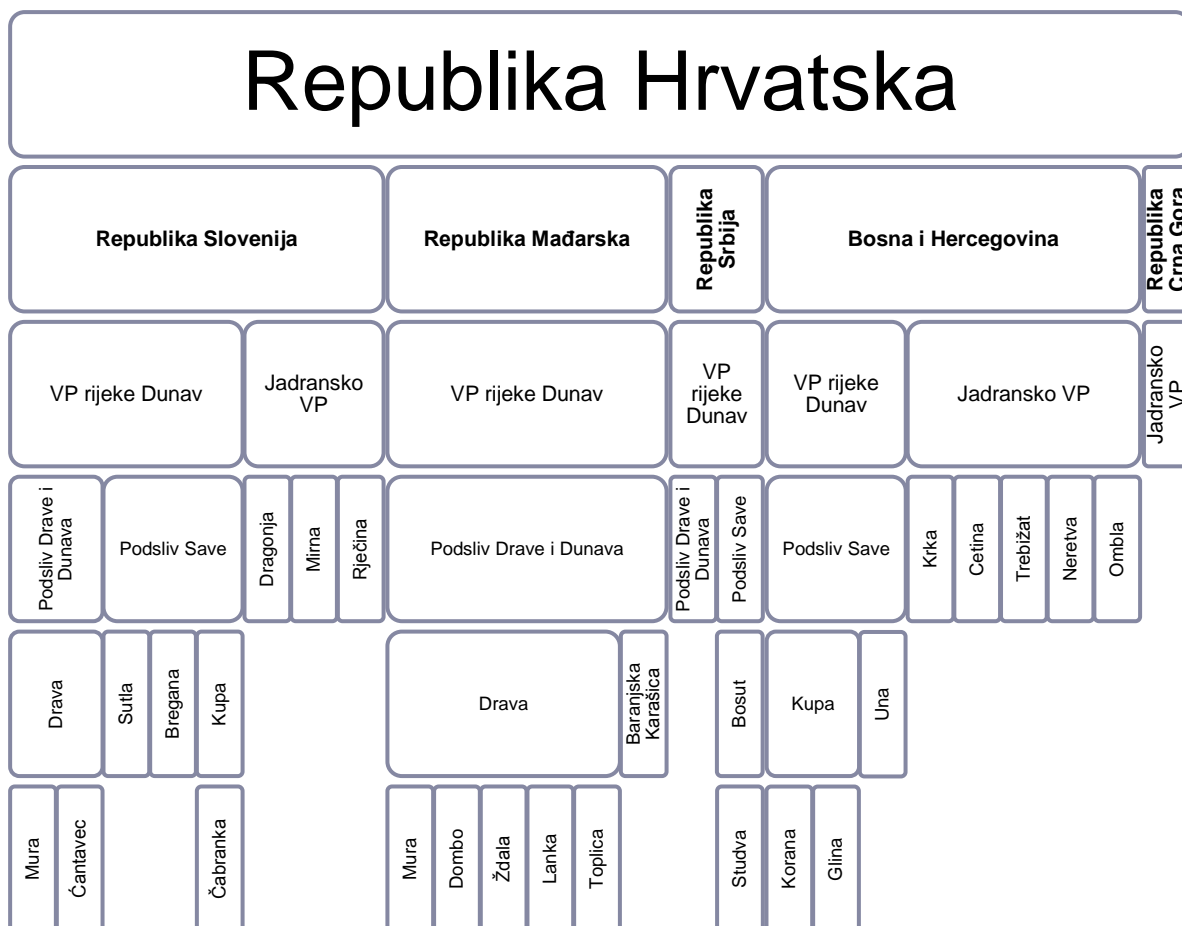 Republika Hrvatska
Republika Slovenija
Republika Mađarska
Republika
Srbija
Bosna i Hercegovina
Republika
Crna Gora
VP rijeke Dunav
Jadransko
VP
VP rijeke Dunav
VP
rijeke
Dunav
VP rijeke
Dunav
Jadransko VP
Jadransko
VP
Podsliv Drave i
Dunava
Podsliv Save
Dragonja
Mirna
Rječina
Podsliv Drave i Dunava
Podsliv Drave i
Dunava
Podsliv Save
Podsliv Save
Krka
Cetina
Trebižat
Neretva
Ombla
Drava
Sutla
Bregana
Kupa
Drava
Baranjska
Karašica
Bosut
Kupa
Una
Mura
Ćantavec
Čabranka
Mura
Dombo
Ždala
Lanka
Toplica
Studva
Korana
Glina